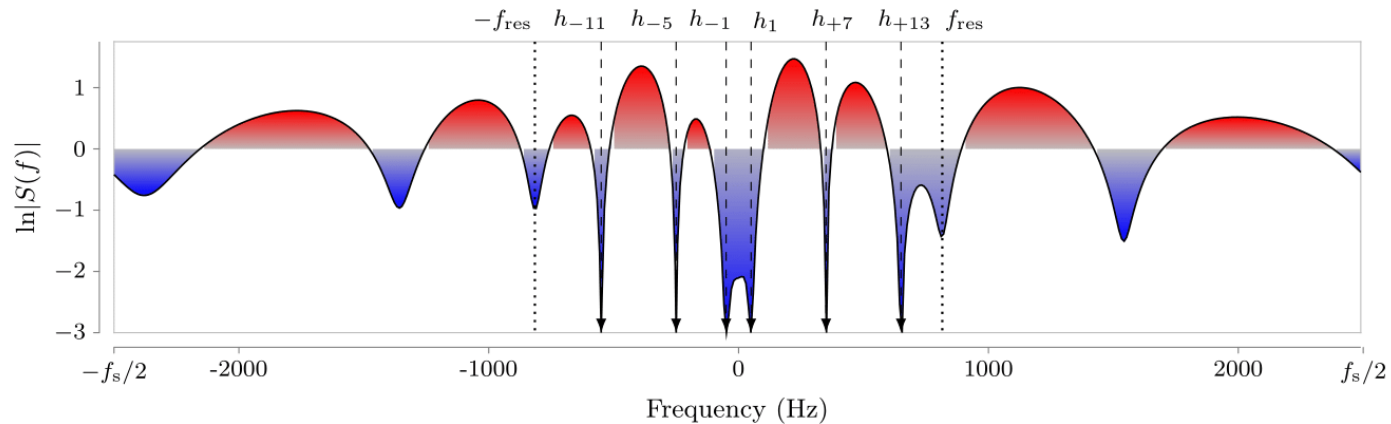 −f_res h_−11 h_−5 h_−1 h_1 h_+7 h_+13 f_res
1
0
−1
−2
−3
ln|S(f)|
−f_s/2 -2000 -1000 0 1000 2000 f_s/2
Frequency (Hz)